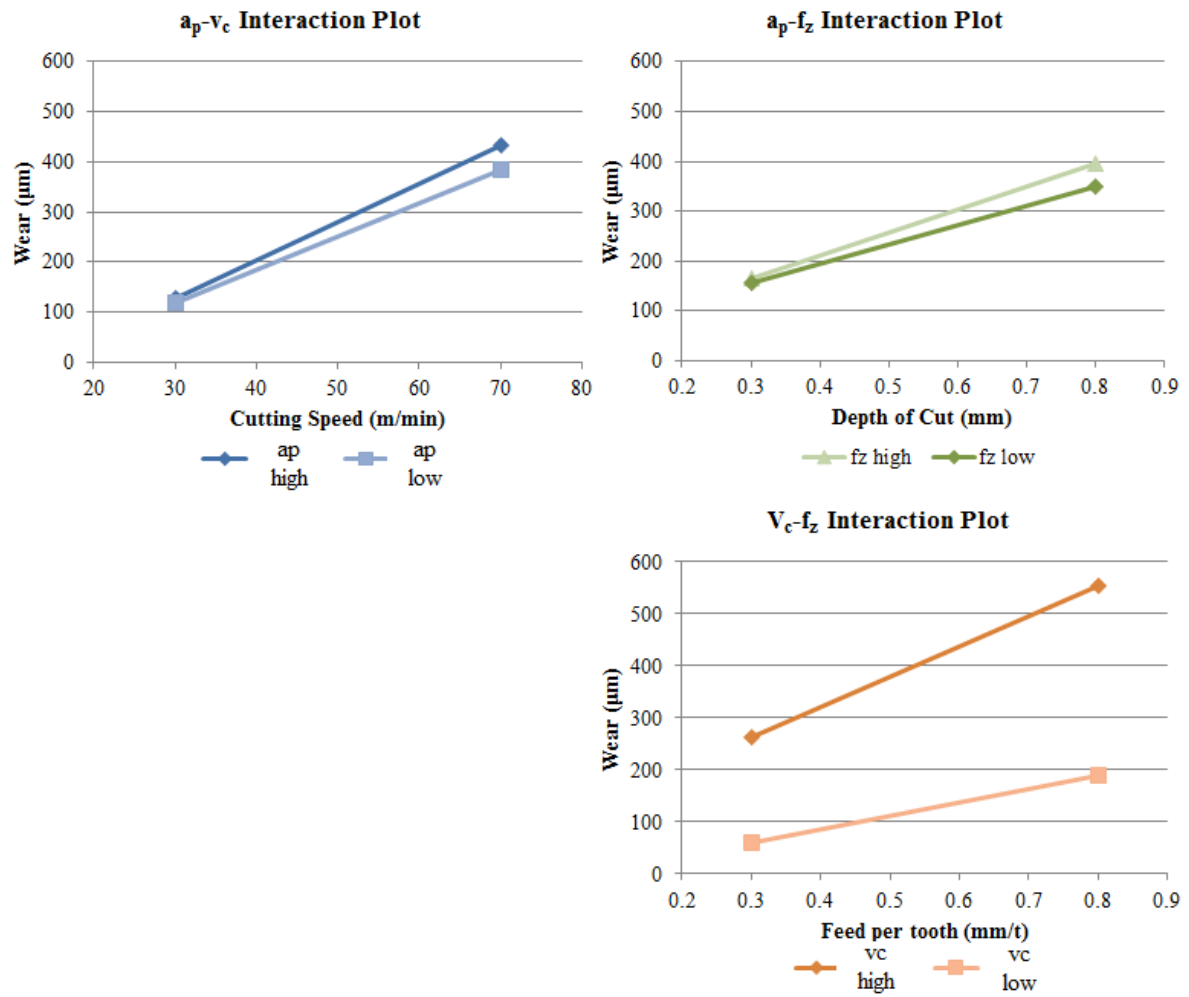 aₚ-v꜀ Interaction Plot
600
500
400
300
200
100
0
Wear (µm)
20 30 40 50 60 70 80
Cutting Speed (m/min)
ap high
ap low
aₚ-f_z Interaction Plot
600
500
400
300
200
100
0
Wear (µm)
0.2 0.3 0.4 0.5 0.6 0.7 0.8 0.9
Depth of Cut (mm)
fz high fz low
V꜀-f_z Interaction Plot
600
500
400
300
200
100
0
Wear (µm)
0.2 0.3 0.4 0.5 0.6 0.7 0.8 0.9
Feed per tooth (mm/t)
vc high
vc low